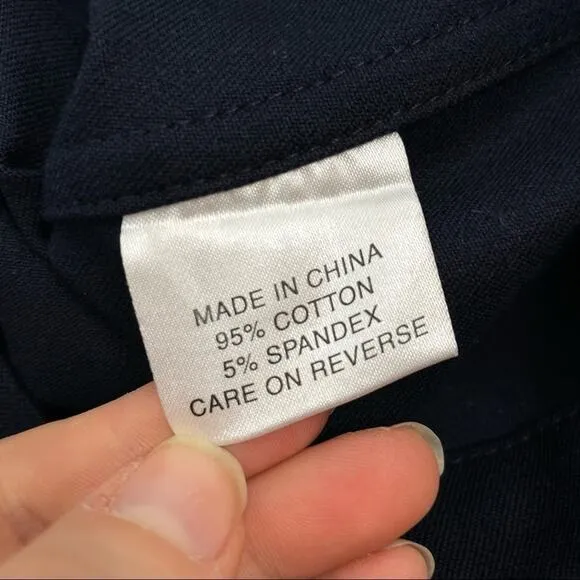 MADE IN CHINA
95% COTTON
5% SPANDEX
CARE ON REVERSE